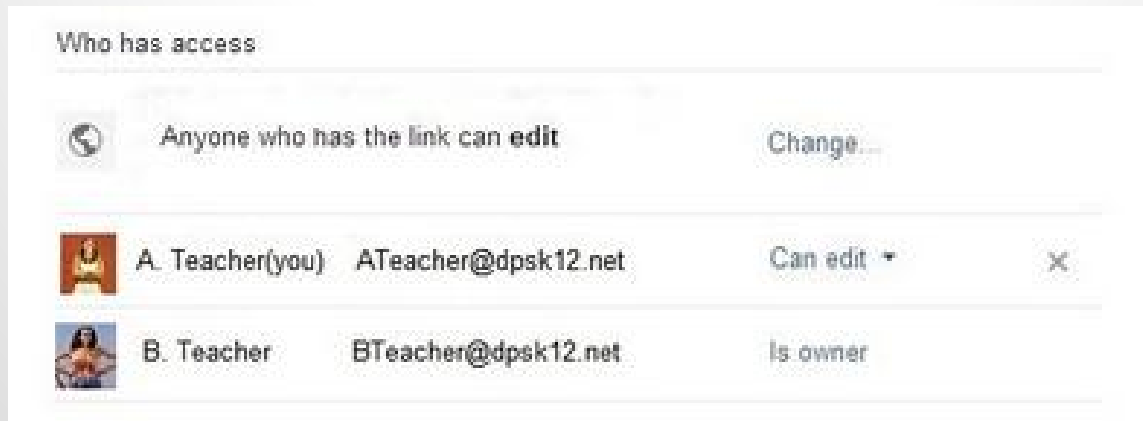 Who has access
Anyone who has the link can edit Change...
A. Teacher(you) ATeacher@dpsk12.net Can edit
B. Teacher BTeacher@dpsk12.net Is owner